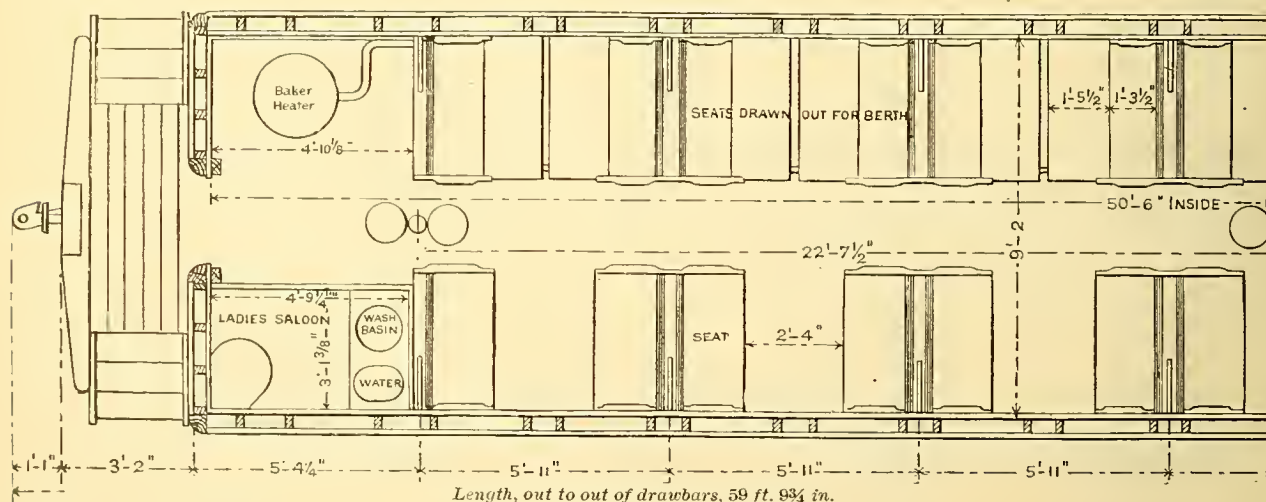 Baker
Heater
4'-10⅛"
SEATS DRAWN OUT FOR BERTH
1'-5½"
1'-3½"
50'-6" INSIDE
22'-7½"
9'-2
4'-9¼"
LADIES SALOON
WASH
BASIN
3'-1⅜"
WATER
SEAT
2'-4"
1'-1"
3'-2"
5'-4¼"
5'-11"
5'-11"
5'-11"
Length, out to out of drawbars, 59 ft. 9¾ in.